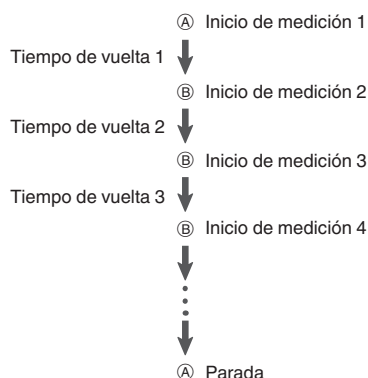 Ⓐ Inicio de medición 1
Tiempo de vuelta 1
Ⓑ Inicio de medición 2
Tiempo de vuelta 2
Ⓑ Inicio de medición 3
Tiempo de vuelta 3
Ⓑ Inicio de medición 4
Ⓐ Parada